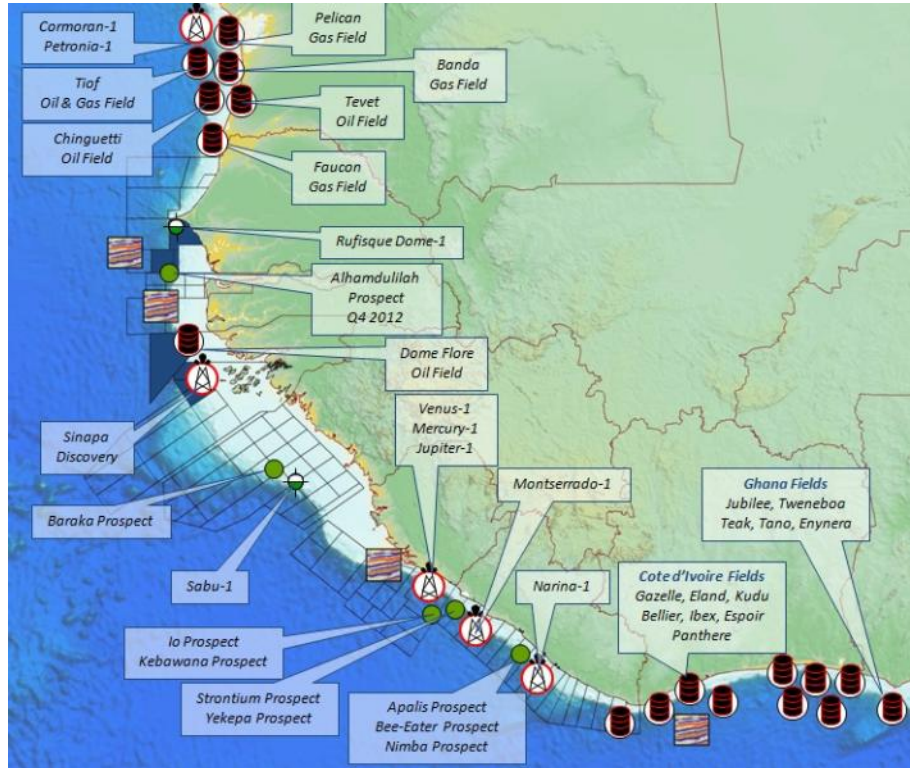 Cormoran-1
Petronia-1
Pelican
Gas Field
Tiof
Oil & Gas Field
Banda
Gas Field
Chinguetti
Oil Field
Tevet
Oil Field
Faucon
Gas Field
Rufisque Dome-1
Alhamdulilah
Prospect
Q4 2012
Dome Flore
Oil Field
Sinapa
Discovery
Venus-1
Mercury-1
Jupiter-1
Montserrado-1
Ghana Fields
Jubilee, Tweneboa
Teak, Tano, Enynera
Baraka Prospect
Sabu-1
Narina-1
Cote d'Ivoire Fields
Gazelle, Eland, Kudu
Bellier, Ibex, Espoir
Panthere
Io Prospect
Kebawana Prospect
Strontium Prospect
Yekepa Prospect
Apalis Prospect
Bee-Eater Prospect
Nimba Prospect